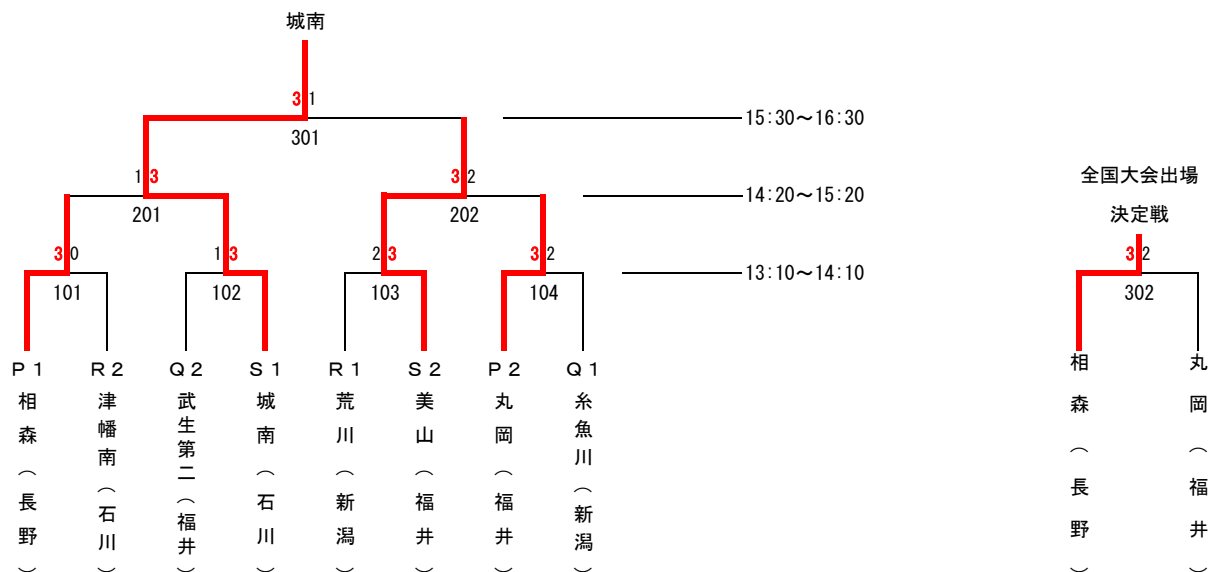 城南
3 1
301
15:30～16:30
1 3
201
3 2
202
14:20～15:20
3 0
101
1 3
102
2 3
103
3 2
104
13:10～14:10
Ｐ１
Ｒ２
Ｑ２
Ｓ１
Ｒ１
Ｓ２
Ｐ２
Ｑ１
相森（長野）
津幡南（石川）
武生第二（福井）
城南（石川）
荒川（新潟）
美山（福井）
丸岡（福井）
糸魚川（新潟）
全国大会出場
決定戦
3 2
302
相森（長野）
丸岡（福井）